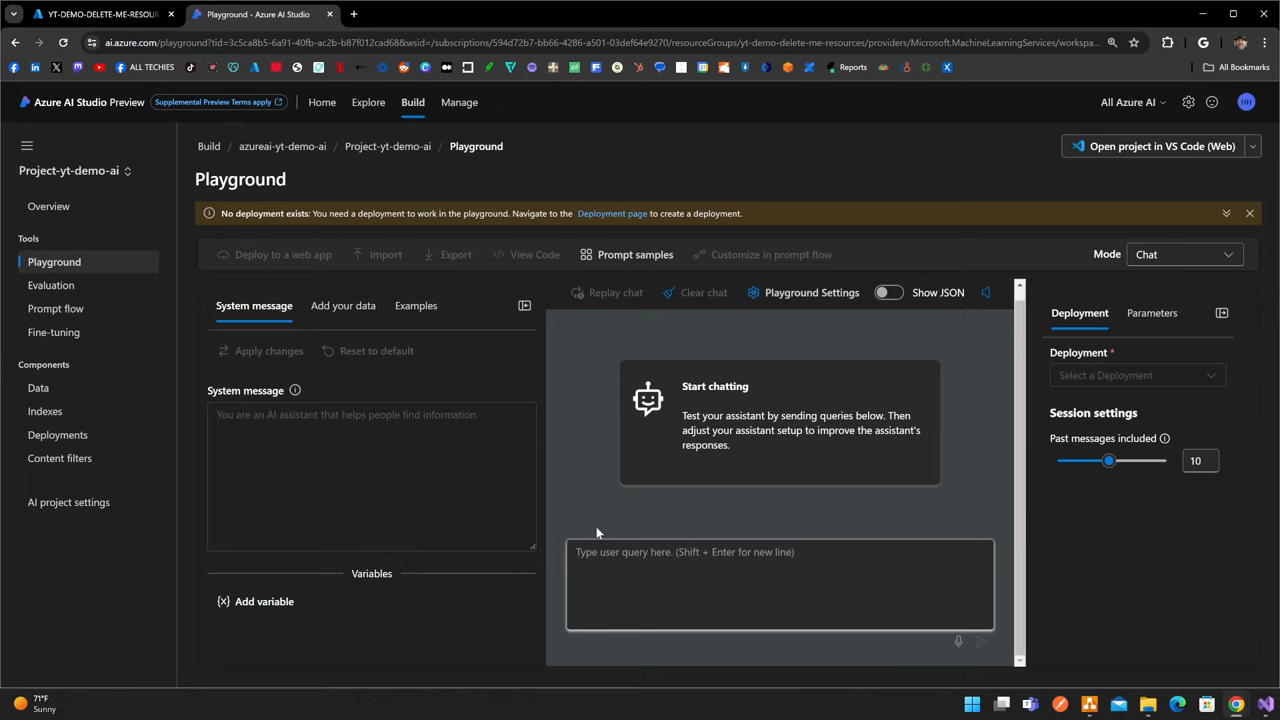 YT-DEMO-DELETE-ME-RESOUR
Playground - Azure AI Studio
ai.azure.com/playground?tid=3c5ca8b5-6a91-40fb-ac2b-b87f012cad68&wsid=/subscriptions/594d72b7-bb66-4286-a501-03def64e9270/resourceGroups/yt-demo-delete-me-resources/providers/Microsoft.MachineLearningServices/workspa...
ALL TECHIES
Reports
All Bookmarks
Azure AI Studio Preview
Supplemental Preview Terms apply
Home
Explore
Build
Manage
All Azure AI
HH
Build
azureai-yt-demo-ai
Project-yt-demo-ai
Playground
Open project in VS Code (Web)
Project-yt-demo-ai
Overview
Tools
Playground
Evaluation
Prompt flow
Fine-tuning
Components
Data
Indexes
Deployments
Content filters
AI project settings
Playground
No deployment exists: You need a deployment to work in the playground. Navigate to the Deployment page to create a deployment.
Deploy to a web app
Import
Export
View Code
Prompt samples
Customize in prompt flow
Mode
Chat
System message
Add your data
Examples
Apply changes
Reset to default
System message
You are an AI assistant that helps people find information.
Variables
{x} Add variable
Replay chat
Clear chat
Playground Settings
Show JSON
Start chatting
Test your assistant by sending queries below. Then
adjust your assistant setup to improve the assistant's
responses.
Type user query here. (Shift + Enter for new line)
Deployment
Parameters
Deployment *
Select a Deployment
Session settings
Past messages included
10
71°F
Sunny